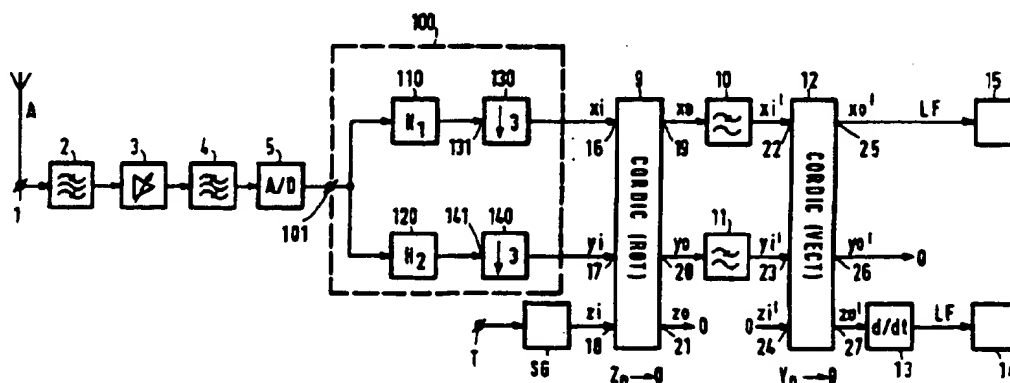 100
A
110
130
9
10
12
15
2
3
4
5
H1
↓3
xi
xo
xi'
xo'
LF
131
16
19
22
25
A/D
1
101
120
141
140
CORDIC (ROT)
11
CORDIC (VECT)
H2
↓3
yi
yo
yi'
yo'
0
17
20
23
26
zi
zo
0
0
zi'
zo'
d/dt
LF
T
SG
18
21
24
27
13
14
Zn→0
Yn→0